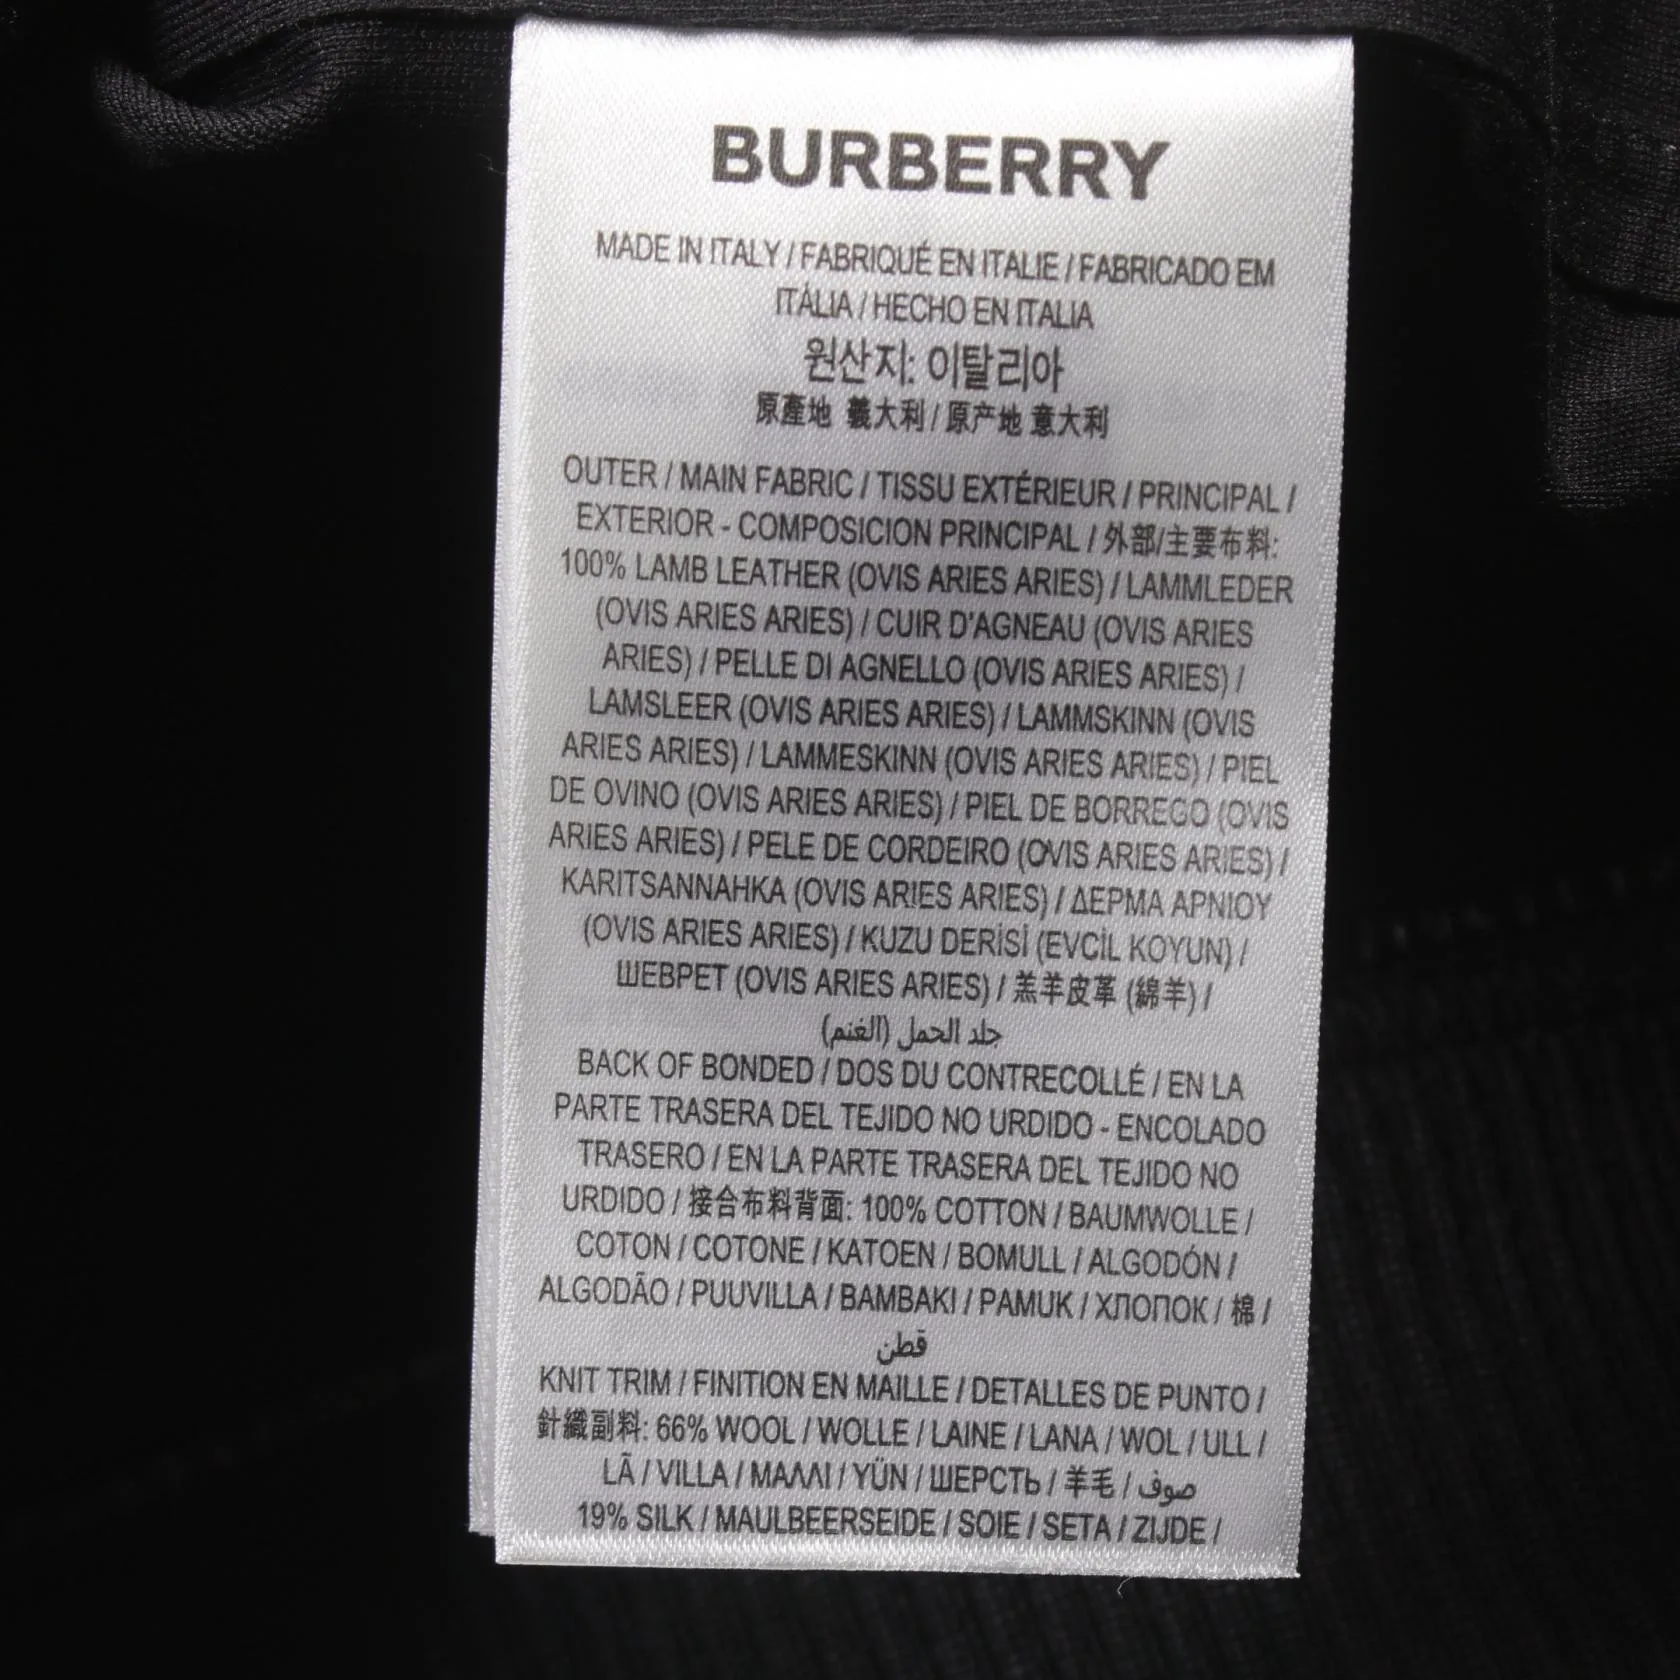 BURBERRY
MADE IN ITALY / FABRIQUÉ EN ITALIE / FABRICADO EM
ITÁLIA / HECHO EN ITALIA
원산지: 이탈리아
原產地 義大利 / 原产地 意大利
OUTER / MAIN FABRIC / TISSU EXTÉRIEUR / PRINCIPAL /
EXTERIOR - COMPOSICION PRINCIPAL / 外部/主要布料:
100% LAMB LEATHER (OVIS ARIES ARIES) / LAMMLEDER
(OVIS ARIES ARIES) / CUIR D'AGNEAU (OVIS ARIES
ARIES) / PELLE DI AGNELLO (OVIS ARIES ARIES) /
LAMSLEER (OVIS ARIES ARIES) / LAMMSKINN (OVIS
ARIES ARIES) / LAMMESKINN (OVIS ARIES ARIES) / PIEL
DE OVINO (OVIS ARIES ARIES) / PIEL DE BORREGO (OVIS
ARIES ARIES) / PELE DE CORDEIRO (OVIS ARIES ARIES) /
KARITSANNAHKA (OVIS ARIES ARIES) / ΔΕΡΜΑ ΑΡΝΙΟΥ
(OVIS ARIES ARIES) / KUZU DERİSİ (EVCİL KOYUN) /
ШЕВРЕТ (OVIS ARIES ARIES) / 羔羊皮革 (綿羊) /
جلد الحمل (الغنم)
BACK OF BONDED / DOS DU CONTRECOLLÉ / EN LA
PARTE TRASERA DEL TEJIDO NO URDIDO - ENCOLADO
TRASERO / EN LA PARTE TRASERA DEL TEJIDO NO
URDIDO / 接合布料背面: 100% COTTON / BAUMWOLLE /
COTON / COTONE / KATOEN / BOMULL / ALGODÓN /
ALGODÃO / PUUVILLA / ΒΑΜΒΑΚΙ / PAMUK / ХЛОПОК / 棉 /
قطن
KNIT TRIM / FINITION EN MAILLE / DETALLES DE PUNTO /
針織副料: 66% WOOL / WOLLE / LAINE / LANA / WOL / ULL /
LÃ / VILLA / ΜΑΛΛΙ / YÜN / ШЕРСТЬ / 羊毛 / صوف
19% SILK / MAULBEERSEIDE / SOIE / SETA / ZIJDE /